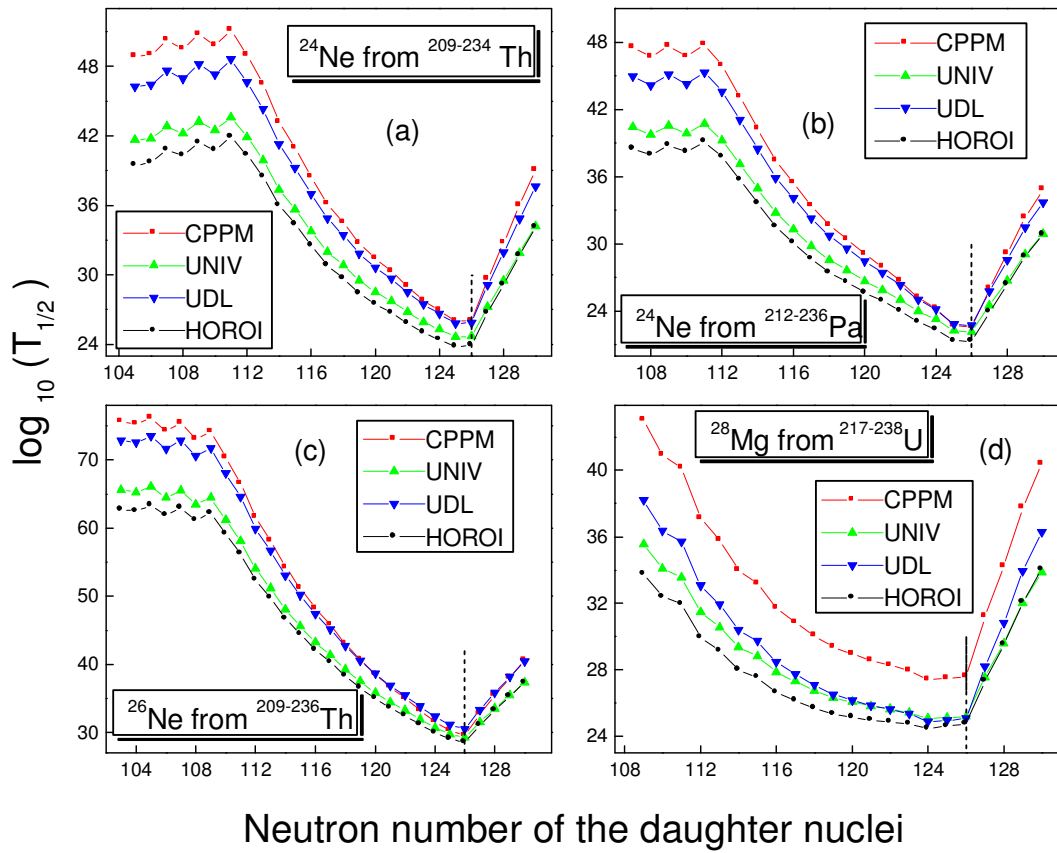 log 10 (T1/2)
48
42
36
30
24
24Ne from 209-234 Th
(a)
CPPM
UNIV
UDL
HOROI
104 108 112 116 120 124 128
48
42
36
30
24
(b)
CPPM
UNIV
UDL
HOROI
24Ne from 212-236Pa
108 112 116 120 124 128
70
60
50
40
30
(c)
CPPM
UNIV
UDL
HOROI
26Ne from 209-236Th
104 108 112 116 120 124 128
40
36
32
28
24
28Mg from 217-238U
(d)
CPPM
UNIV
UDL
HOROI
108 112 116 120 124 128
Neutron number of the daughter nuclei